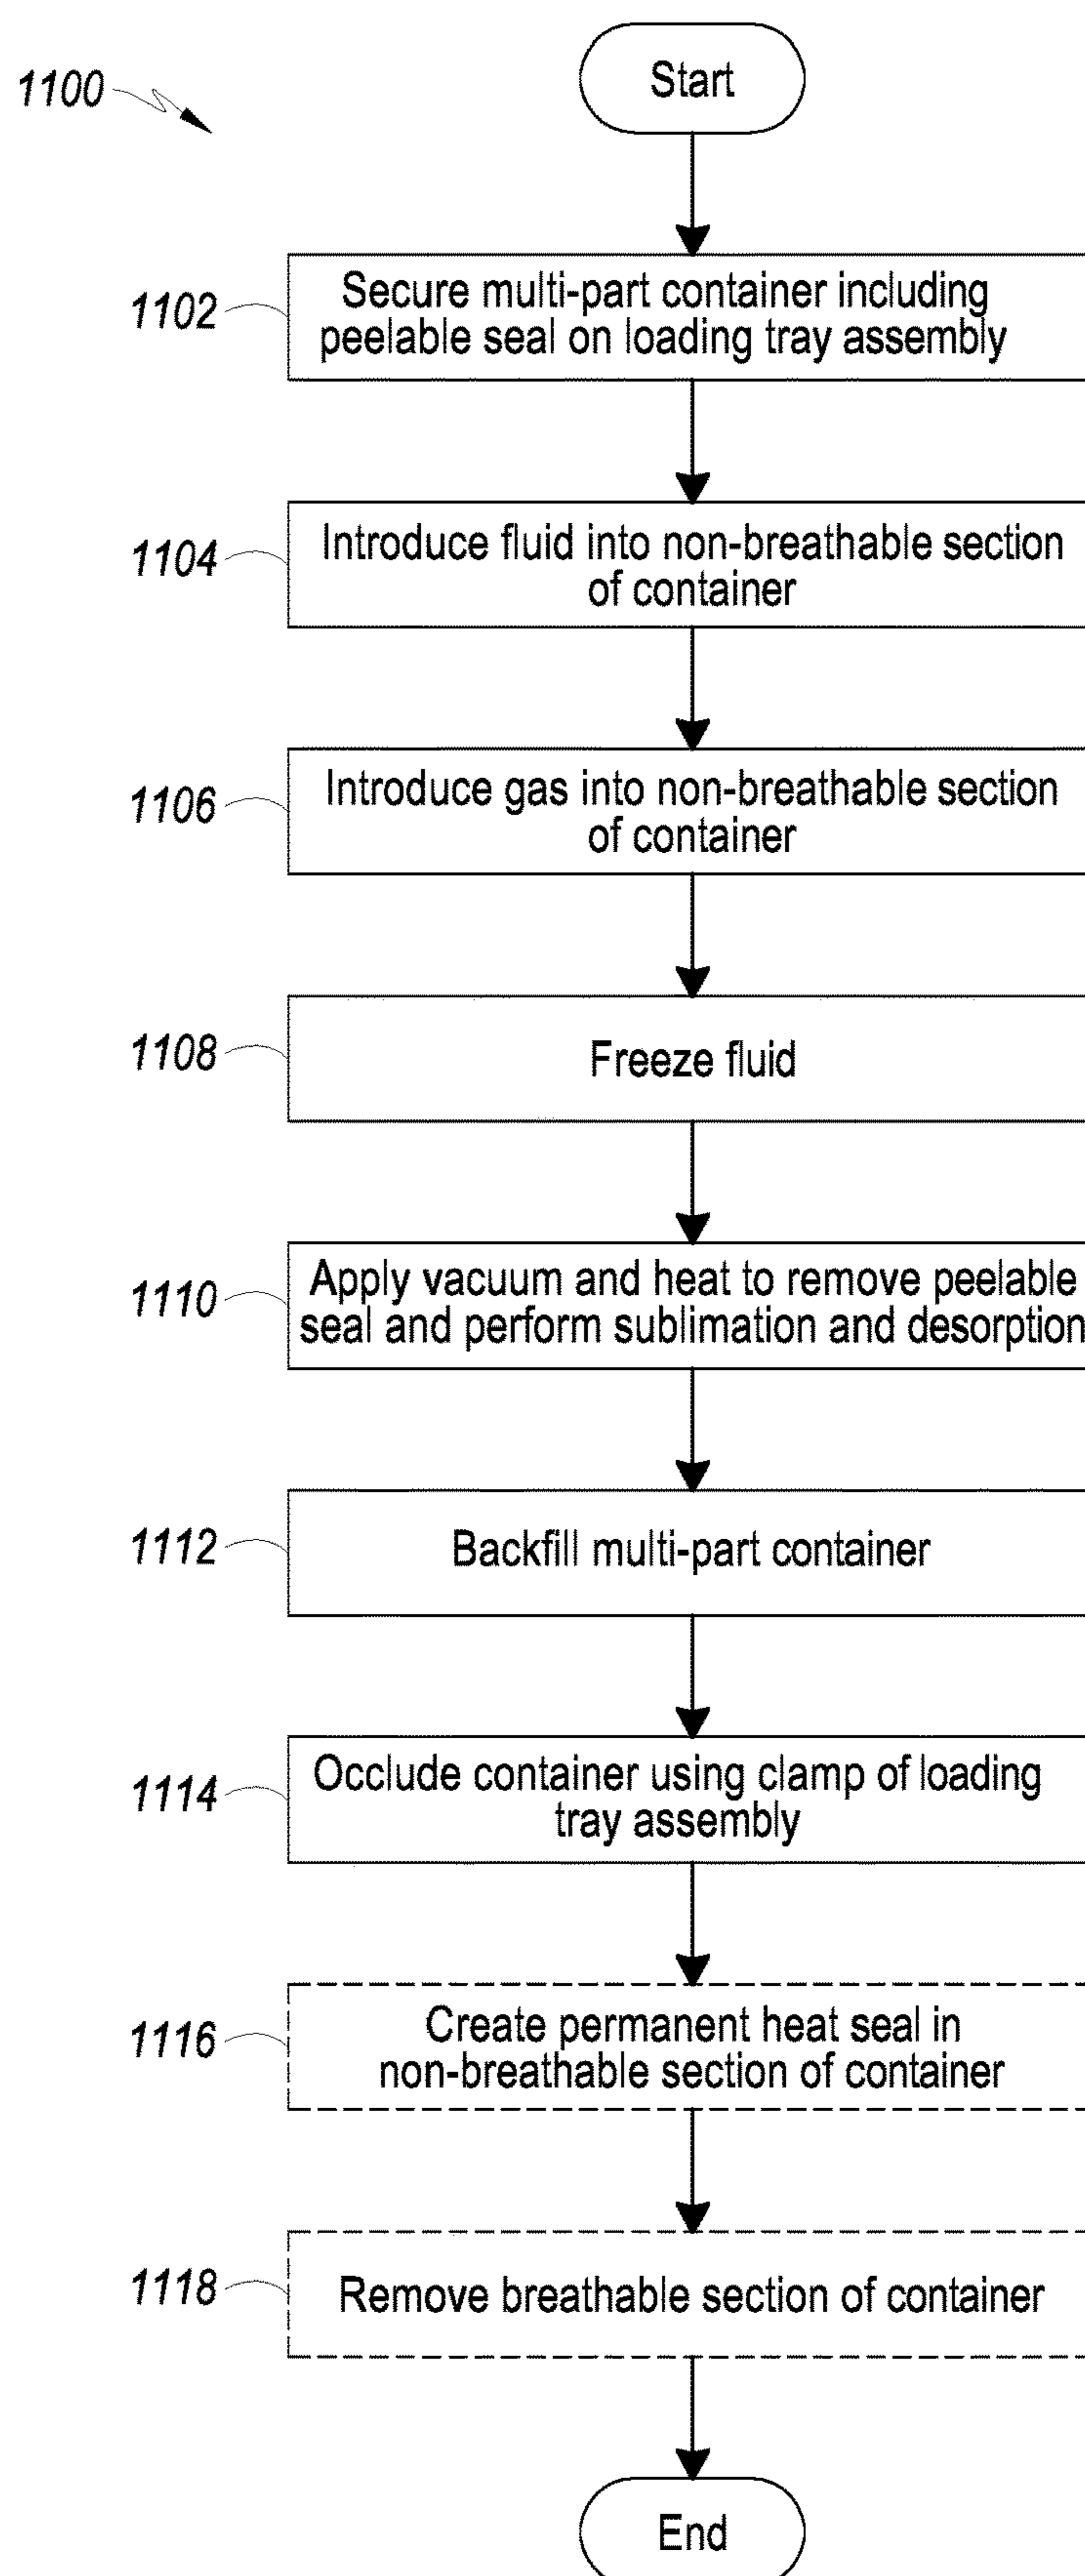 1100
Start
1102
Secure multi-part container including
peelable seal on loading tray assembly
1104
Introduce fluid into non-breathable section
of container
1106
Introduce gas into non-breathable section
of container
1108
Freeze fluid
1110
Apply vacuum and heat to remove peelable
seal and perform sublimation and desorption
1112
Backfill multi-part container
1114
Occlude container using clamp of loading
tray assembly
1116
Create permanent heat seal in
non-breathable section of container
1118
Remove breathable section of container
End